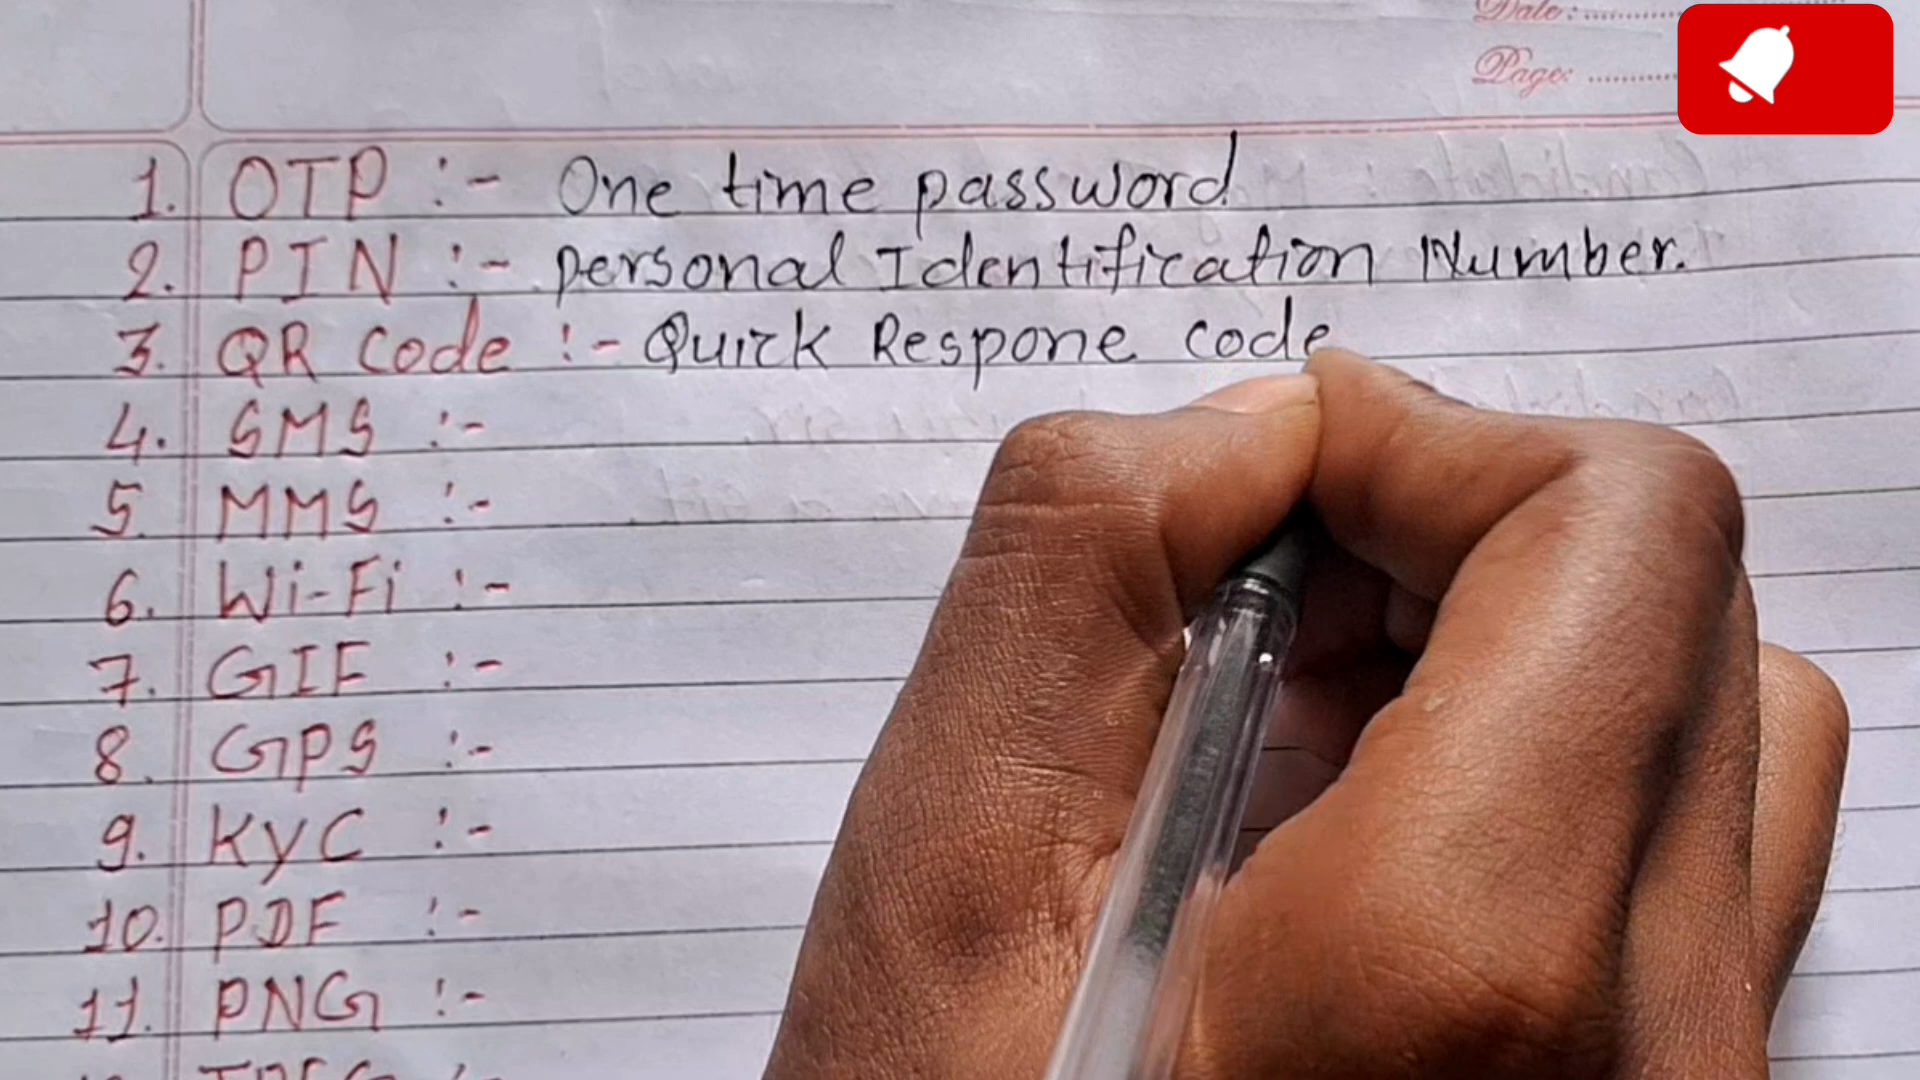 Date:
Page:
1. OTP :- One time password
2. PIN :- personal Identification Number.
3. QR Code :- Quick Respone code
4. SMS :-
5. MMS :-
6. Wi-Fi :-
7. GIF :-
8. GPS :-
9. KYC :-
10. PDF :-
11. PNG :-